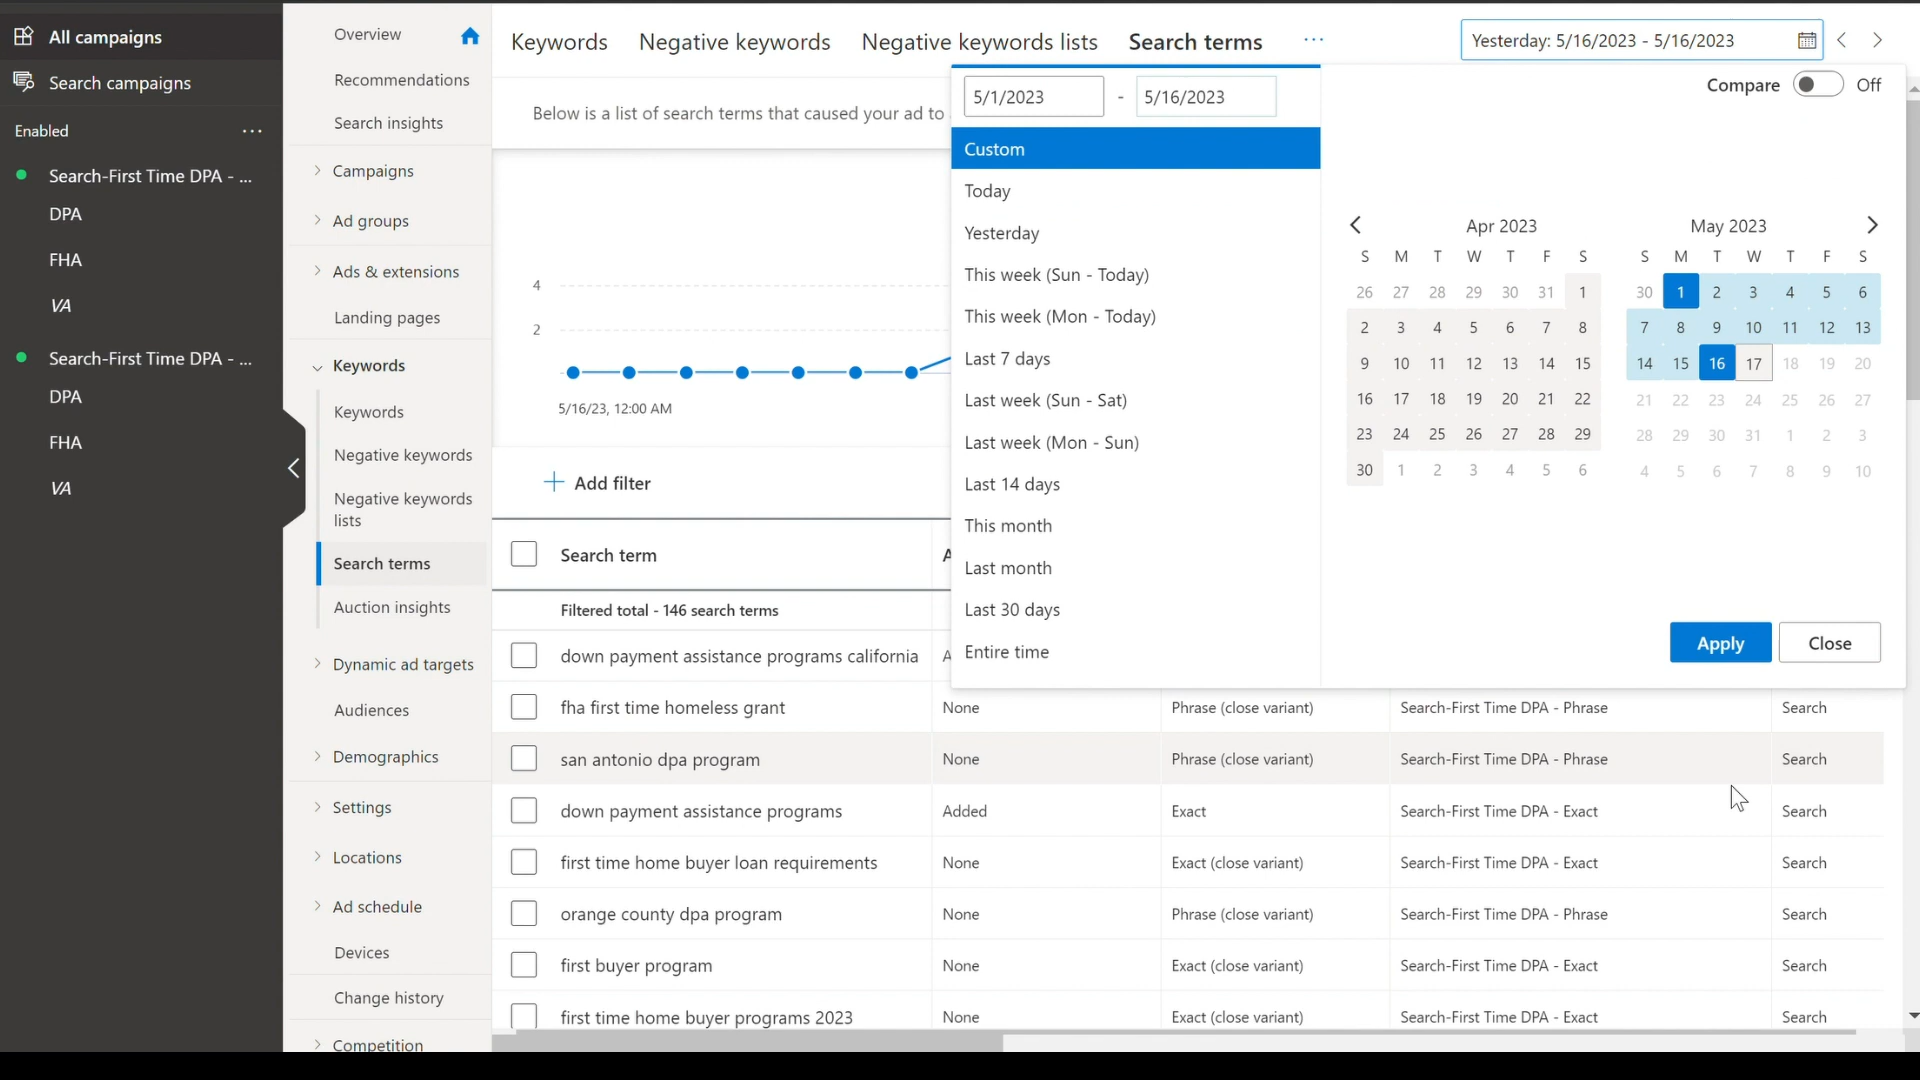 All campaigns
Search campaigns
Enabled
Search-First Time DPA - ...
DPA
FHA
VA
Search-First Time DPA - ...
DPA
FHA
VA
Overview
Recommendations
Search insights
Campaigns
Ad groups
Ads & extensions
Landing pages
Keywords
Keywords
Negative keywords
Negative keywords
lists
Search terms
Auction insights
Dynamic ad targets
Audiences
Demographics
Settings
Locations
Ad schedule
Devices
Change history
Competition
Keywords Negative keywords Negative keywords lists Search terms ...
Yesterday: 5/16/2023 - 5/16/2023
Below is a list of search terms that caused your ad to
4
2
5/16/23, 12:00 AM
Add filter
5/1/2023 - 5/16/2023
Custom
Today
Yesterday
This week (Sun - Today)
This week (Mon - Today)
Last 7 days
Last week (Sun - Sat)
Last week (Mon - Sun)
Last 14 days
This month
Last month
Last 30 days
Entire time
Compare Off
Apr 2023
S M T W T F S
26 27 28 29 30 31 1
2 3 4 5 6 7 8
9 10 11 12 13 14 15
16 17 18 19 20 21 22
23 24 25 26 27 28 29
30 1 2 3 4 5 6
May 2023
S M T W T F S
30 1 2 3 4 5 6
7 8 9 10 11 12 13
14 15 16 17 18 19 20
21 22 23 24 25 26 27
28 29 30 31 1 2 3
4 5 6 7 8 9 10
Apply Close
Search term A
Filtered total - 146 search terms
down payment assistance programs california A
fha first time homeless grant None Phrase (close variant) Search-First Time DPA - Phrase Search
san antonio dpa program None Phrase (close variant) Search-First Time DPA - Phrase Search
down payment assistance programs Added Exact Search-First Time DPA - Exact Search
first time home buyer loan requirements None Exact (close variant) Search-First Time DPA - Exact Search
orange county dpa program None Phrase (close variant) Search-First Time DPA - Phrase Search
first buyer program None Exact (close variant) Search-First Time DPA - Exact Search
first time home buyer programs 2023 None Exact (close variant) Search-First Time DPA - Exact Search